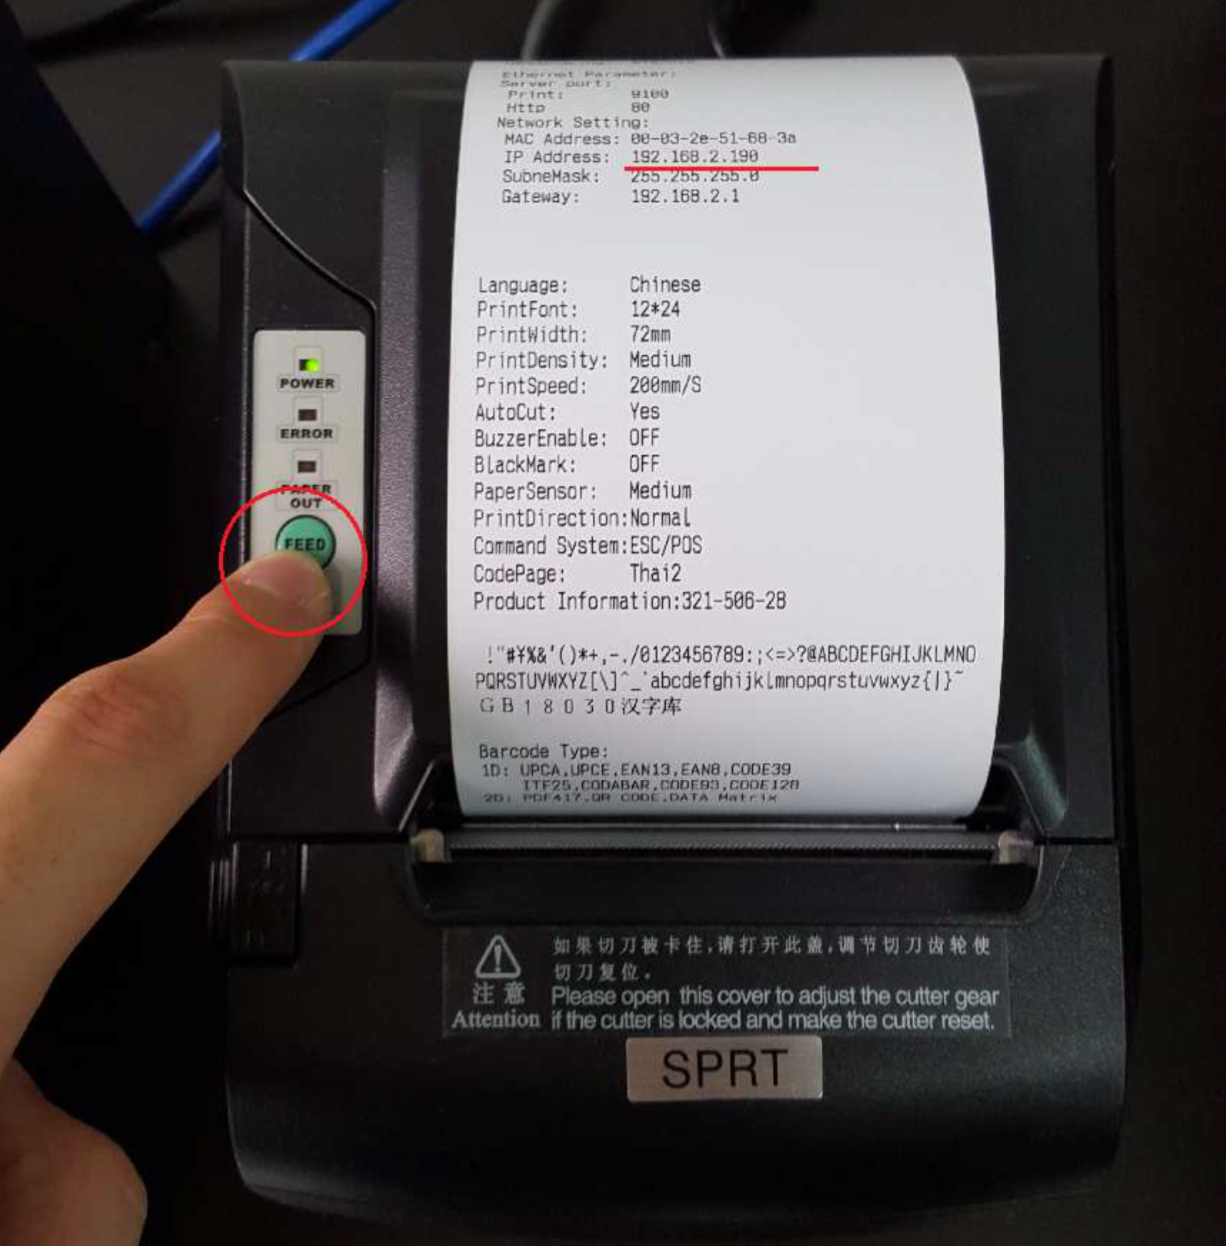 Ethernet Parameter:
Server port:
Print: 9100
Http 80
Network Setting:
MAC Address: 00-03-2e-51-68-3a
IP Address: 192.168.2.190
SubneMask: 255.255.255.0
Gateway: 192.168.2.1
Language: Chinese
PrintFont: 12*24
PrintWidth: 72mm
PrintDensity: Medium
PrintSpeed: 200mm/S
AutoCut: Yes
BuzzerEnable: OFF
BlackMark: OFF
PaperSensor: Medium
PrintDirection:Normal
Command System:ESC/POS
CodePage: Thai2
Product Information:321-506-28
!"#¥%&'()*+,-./0123456789:;<=>?@ABCDEFGHIJKLMNO
PQRSTUVWXYZ[\]^_`abcdefghijklmnopqrstuvwxyz{|}~
GB18030汉字库
Barcode Type:
1D: UPCA,UPCE,EAN13,EAN8,CODE39
ITF25,CODABAR,CODE93,CODE128
2D: PDF417,QR CODE,DATA Matrix
POWER
ERROR
PAPER
OUT
FEED
如果切刀被卡住,请打开此盖,调节切刀齿轮使
切刀复位.
注意
Please open this cover to adjust the cutter gear
Attention if the cutter is locked and make the cutter reset.
SPRT